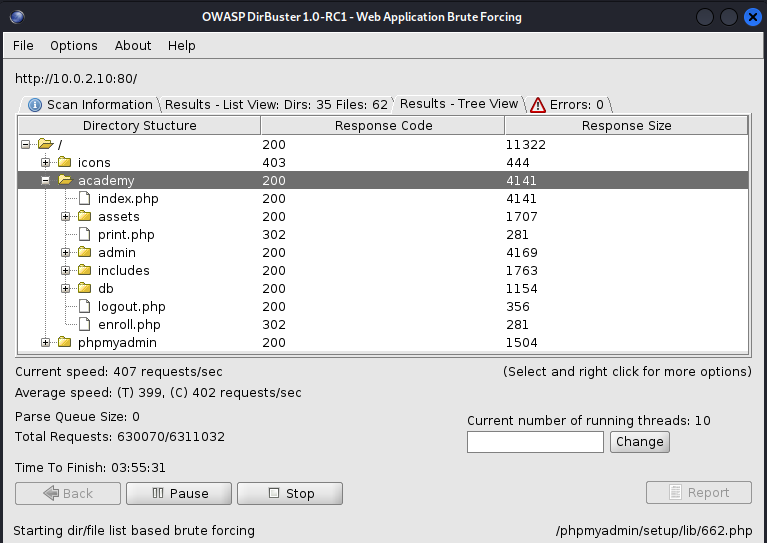 OWASP DirBuster 1.0-RC1 - Web Application Brute Forcing
File Options About Help
http://10.0.2.10:80/
Scan Information Results - List View: Dirs: 35 Files: 62 Results - Tree View Errors: 0
Directory Stucture Response Code Response Size
/ 200 11322
icons 403 444
academy 200 4141
index.php 200 4141
assets 200 1707
print.php 302 281
admin 200 4169
includes 200 1763
db 200 1154
logout.php 200 356
enroll.php 302 281
phpmyadmin 200 1504
Current speed: 407 requests/sec (Select and right click for more options)
Average speed: (T) 399, (C) 402 requests/sec
Parse Queue Size: 0 Current number of running threads: 10
Total Requests: 630070/6311032 Change
Time To Finish: 03:55:31
Back Pause Stop Report
Starting dir/file list based brute forcing /phpmyadmin/setup/lib/662.php